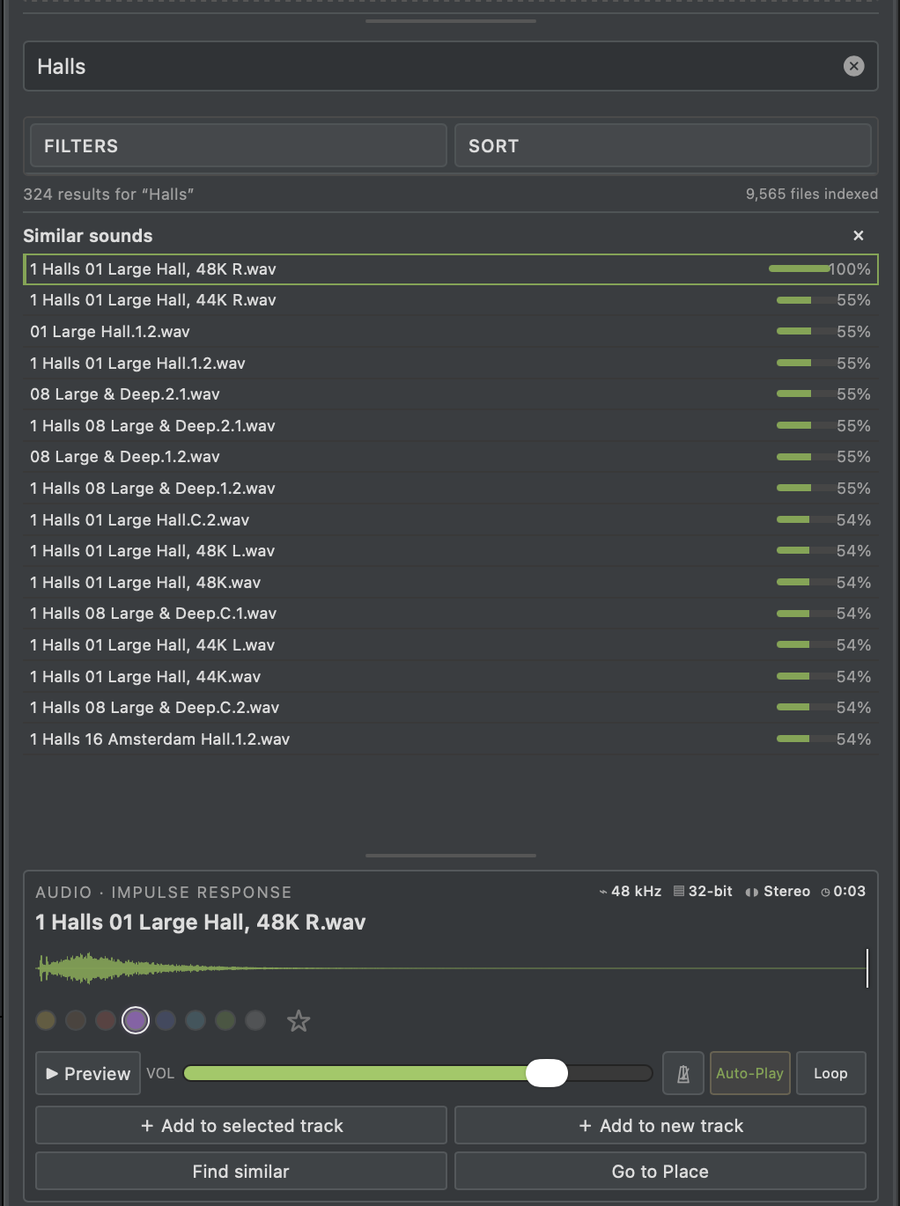 Halls
FILTERS SORT
324 results for “Halls” 9,565 files indexed
Similar sounds ×
1 Halls 01 Large Hall, 48K R.wav 100%
1 Halls 01 Large Hall, 44K R.wav 55%
01 Large Hall.1.2.wav 55%
1 Halls 01 Large Hall.1.2.wav 55%
08 Large & Deep.2.1.wav 55%
1 Halls 08 Large & Deep.2.1.wav 55%
08 Large & Deep.1.2.wav 55%
1 Halls 08 Large & Deep.1.2.wav 55%
1 Halls 01 Large Hall.C.2.wav 54%
1 Halls 01 Large Hall, 48K L.wav 54%
1 Halls 01 Large Hall, 48K.wav 54%
1 Halls 08 Large & Deep.C.1.wav 54%
1 Halls 01 Large Hall, 44K L.wav 54%
1 Halls 01 Large Hall, 44K.wav 54%
1 Halls 08 Large & Deep.C.2.wav 54%
1 Halls 16 Amsterdam Hall.1.2.wav 54%
AUDIO · IMPULSE RESPONSE 48 kHz 32-bit Stereo 0:03
1 Halls 01 Large Hall, 48K R.wav
Preview VOL Auto-Play Loop
+ Add to selected track + Add to new track
Find similar Go to Place